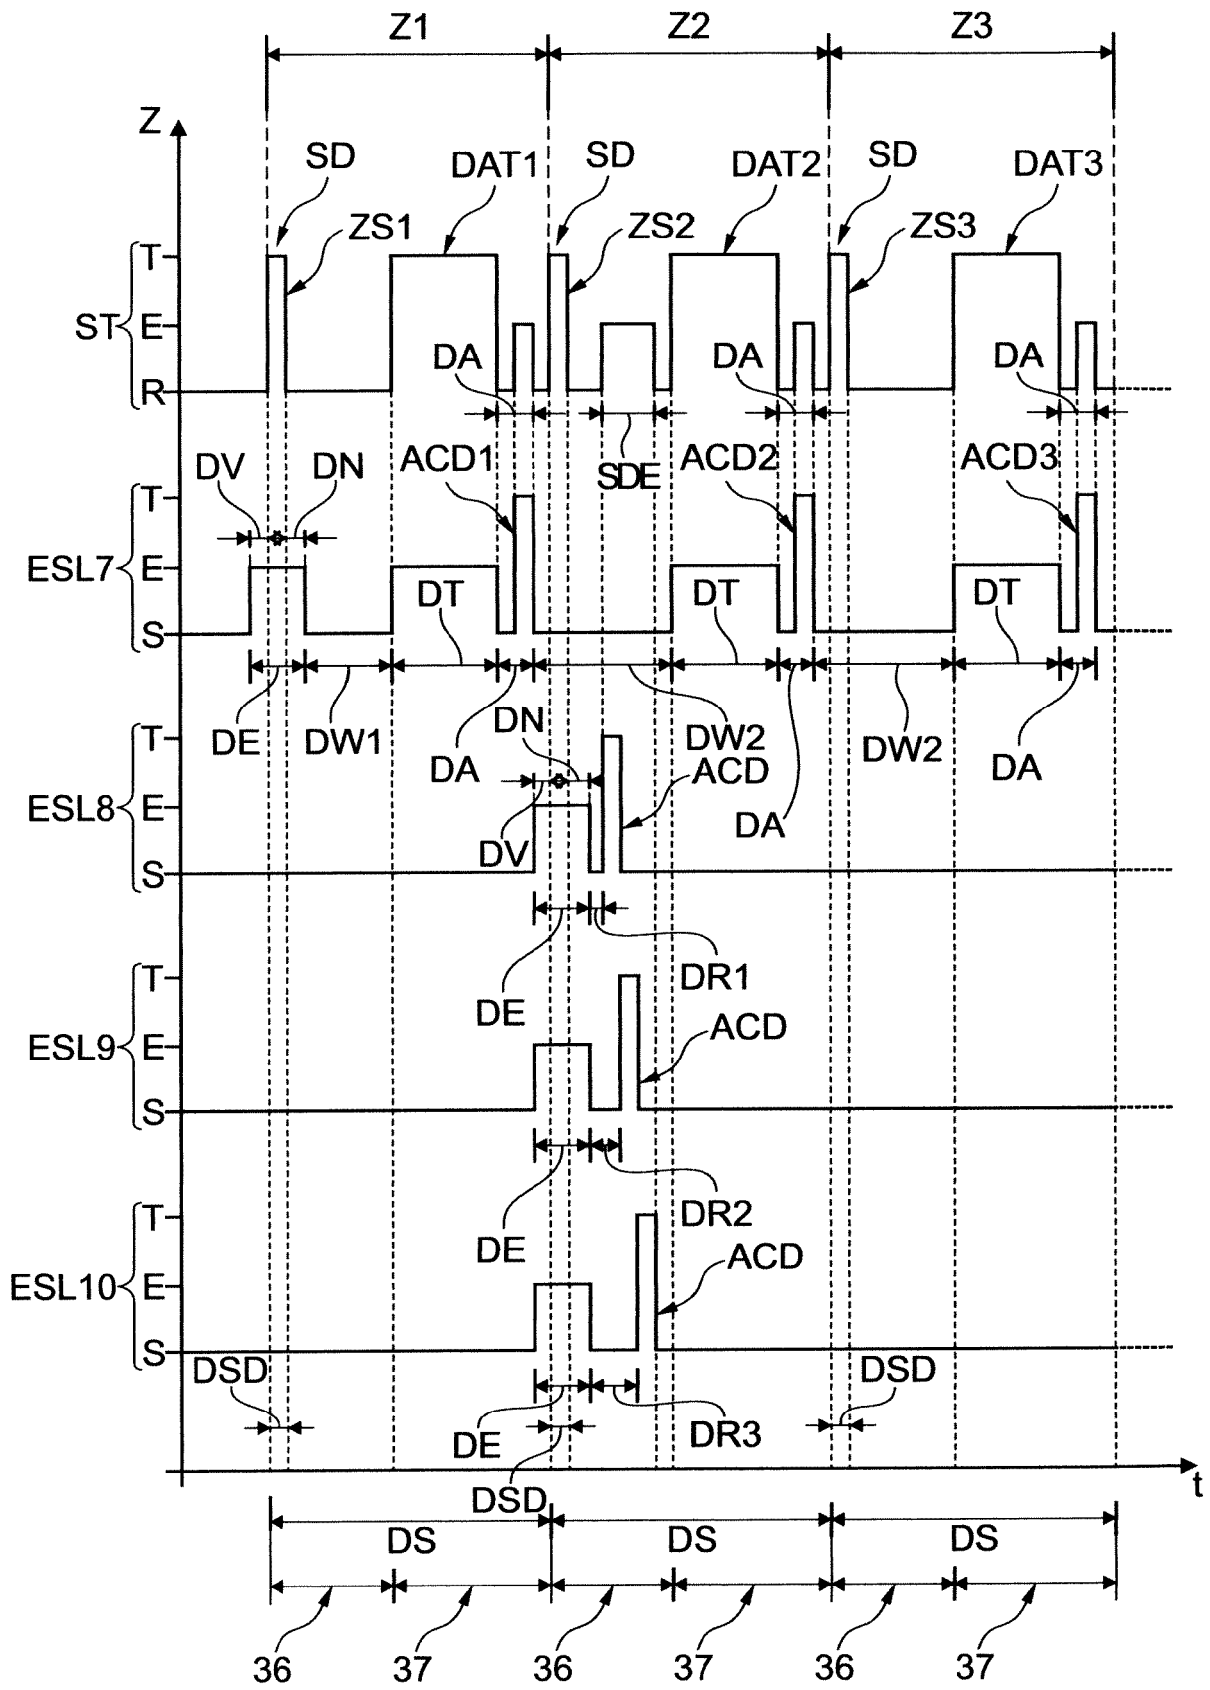 Z1 Z2 Z3
Z
SD DAT1 SD DAT2 SD DAT3
ZS1 ZS2 ZS3
T
ST E
R
DA DA DA
DV DN ACD1 SDE ACD2 ACD3
T
ESL7 E
S
DT DT DT
DE DW1 DA DN DW2 DA DW2 DA
T
ACD
ESL8 E
DV
S
DE DR1
T
ACD
ESL9 E
S
DE DR2
T
ACD
ESL10 E
S
DSD DSD
DE DR3
DSD
t
DS DS DS
36 37 36 37 36 37